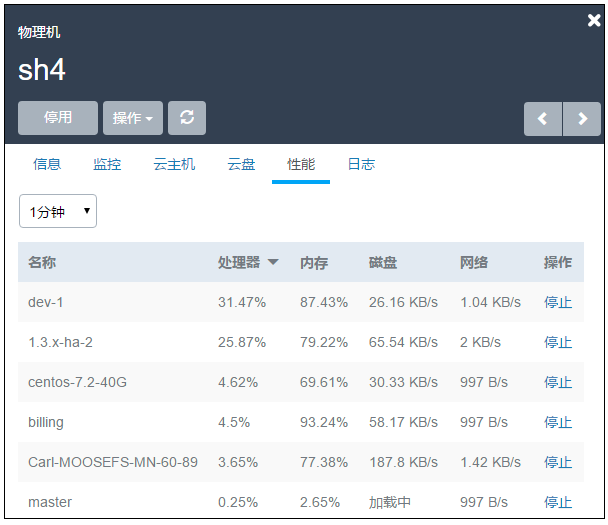 物理机
sh4
停用 操作
信息 监控 云主机 云盘 性能 日志
1分钟
名称 处理器 内存 磁盘 网络 操作
dev-1 31.47% 87.43% 26.16 KB/s 1.04 KB/s 停止
1.3.x-ha-2 25.87% 79.22% 65.54 KB/s 2 KB/s 停止
centos-7.2-40G 4.62% 69.61% 30.33 KB/s 997 B/s 停止
billing 4.5% 93.24% 58.17 KB/s 997 B/s 停止
Carl-MOOSEFS-MN-60-89 3.65% 77.38% 187.8 KB/s 1.42 KB/s 停止
master 0.25% 2.65% 加载中 997 B/s 停止